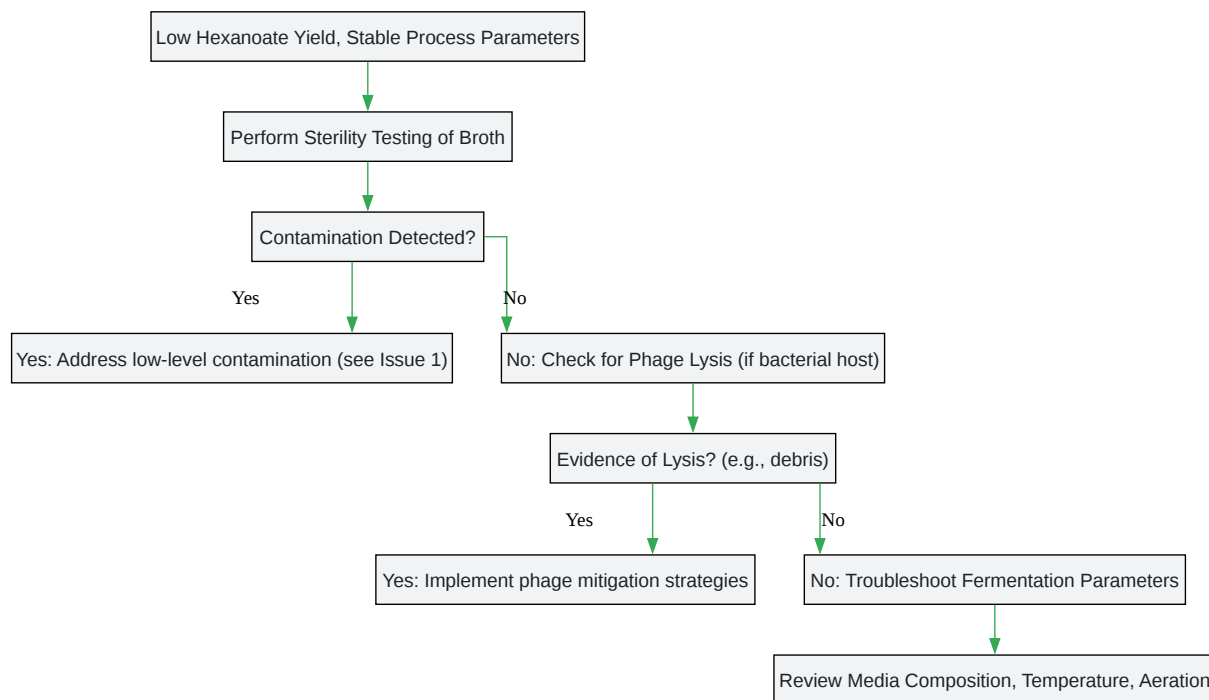 Low Hexanoate Yield, Stable Process Parameters
Perform Sterility Testing of Broth
Contamination Detected?
Yes
No
Yes: Address low-level contamination (see Issue 1)
No: Check for Phage Lysis (if bacterial host)
Evidence of Lysis? (e.g., debris)
Yes
No
Yes: Implement phage mitigation strategies
No: Troubleshoot Fermentation Parameters
Review Media Composition, Temperature, Aeration